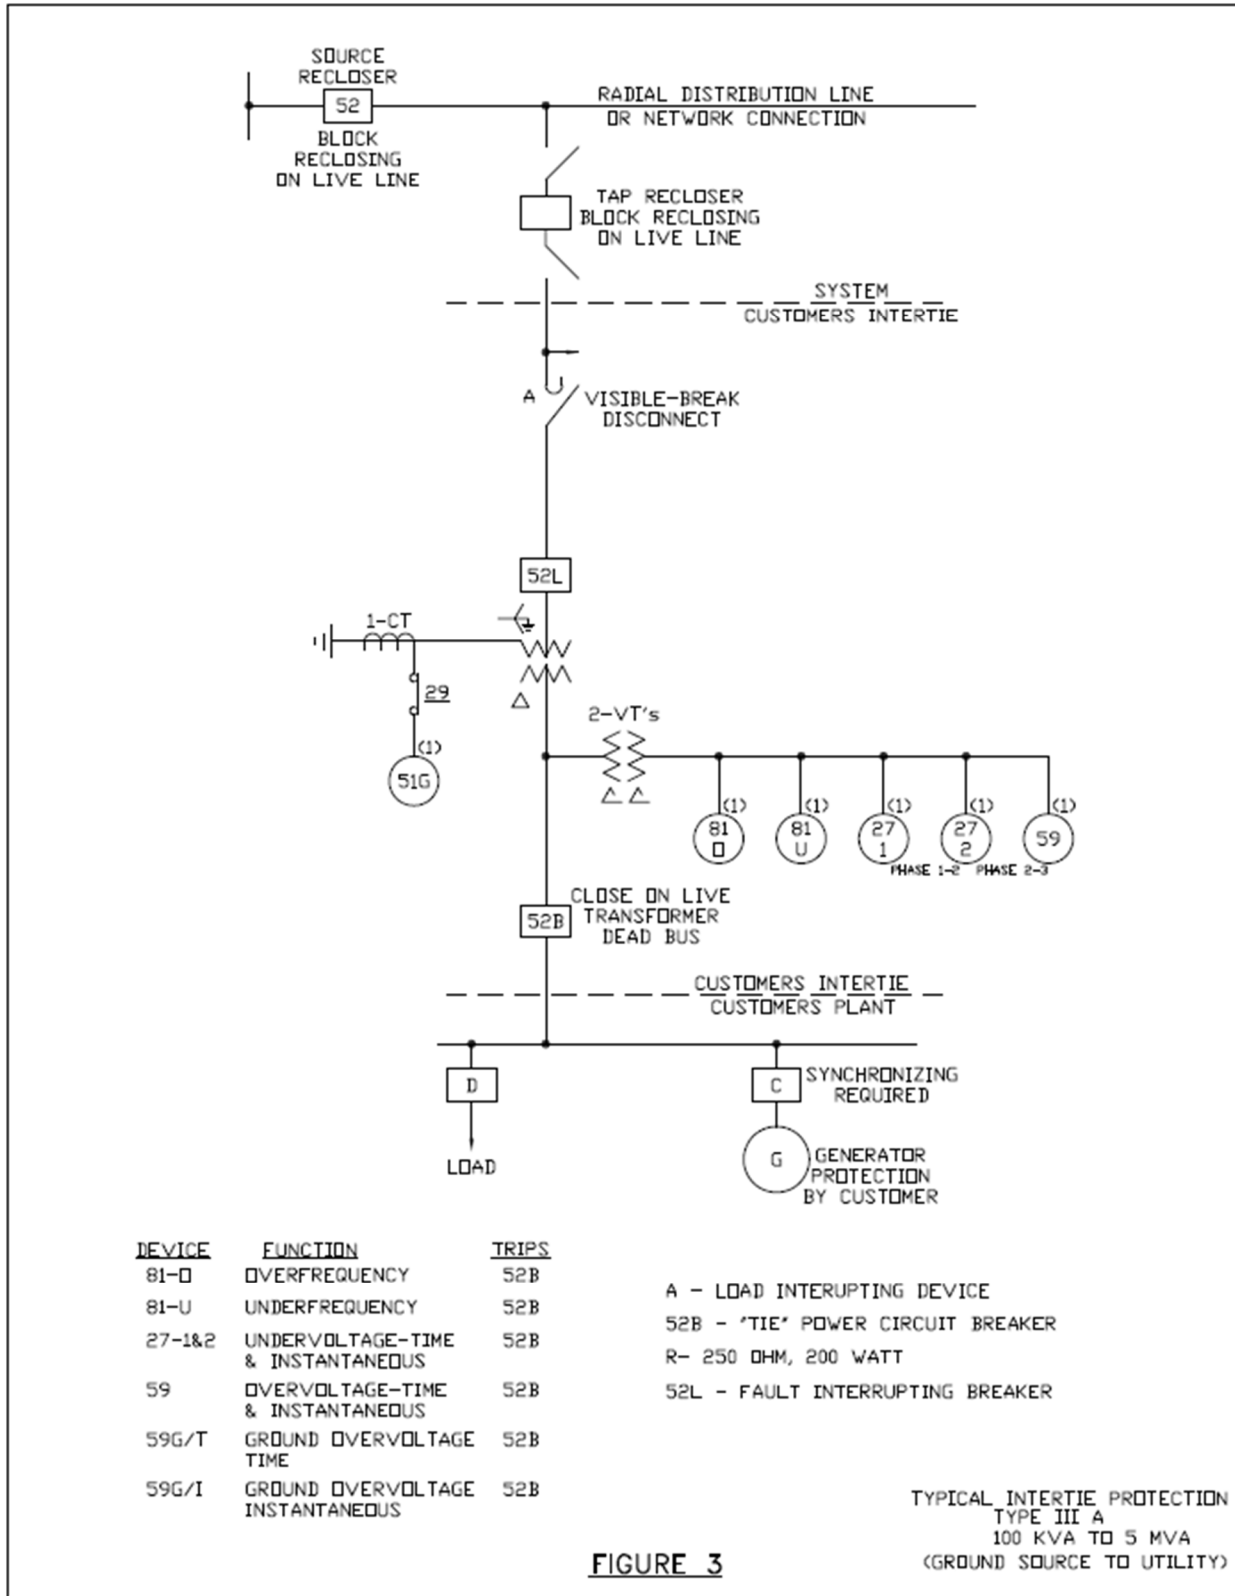 SOURCE
RECLOSER
52
BLOCK
RECLOSING
ON LIVE LINE
RADIAL DISTRIBUTION LINE
OR NETWORK CONNECTION
TAP RECLOSER
BLOCK RECLOSING
ON LIVE LINE
SYSTEM
CUSTOMERS INTERTIE
A
VISIBLE-BREAK
DISCONNECT
52L
1-CT
29
(1)
51G
2-VT's
(1) (1) (1) (1) (1)
81 81 27 27 59
O U 1 2
PHASE 1-2 PHASE 2-3
CLOSE ON LIVE
TRANSFORMER
DEAD BUS
52B
CUSTOMERS INTERTIE
CUSTOMERS PLANT
D
LOAD
C
SYNCHRONIZING
REQUIRED
G
GENERATOR
PROTECTION
BY CUSTOMER
DEVICE FUNCTION TRIPS
81-O OVERFREQUENCY 52B
81-U UNDERFREQUENCY 52B
27-1&2 UNDERVOLTAGE-TIME 52B
& INSTANTANEOUS
59 OVERVOLTAGE-TIME 52B
& INSTANTANEOUS
59G/T GROUND OVERVOLTAGE 52B
TIME
59G/I GROUND OVERVOLTAGE 52B
INSTANTANEOUS
A - LOAD INTERUPTING DEVICE
52B - "TIE" POWER CIRCUIT BREAKER
R- 250 OHM, 200 WATT
52L - FAULT INTERRUPTING BREAKER
TYPICAL INTERTIE PROTECTION
TYPE III A
100 KVA TO 5 MVA
(GROUND SOURCE TO UTILITY)
FIGURE 3